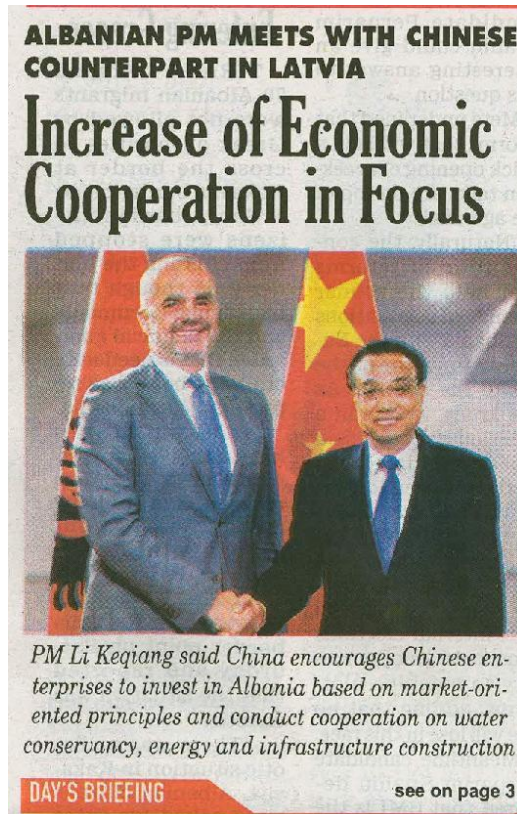 ALBANIAN PM MEETS WITH CHINESE
COUNTERPART IN LATVIA
Increase of Economic
Cooperation in Focus
PM Li Keqiang said China encourages Chinese en-
terprises to invest in Albania based on market-ori-
ented principles and conduct cooperation on water
conservancy, energy and infrastructure construction
DAY'S BRIEFING
see on page 3